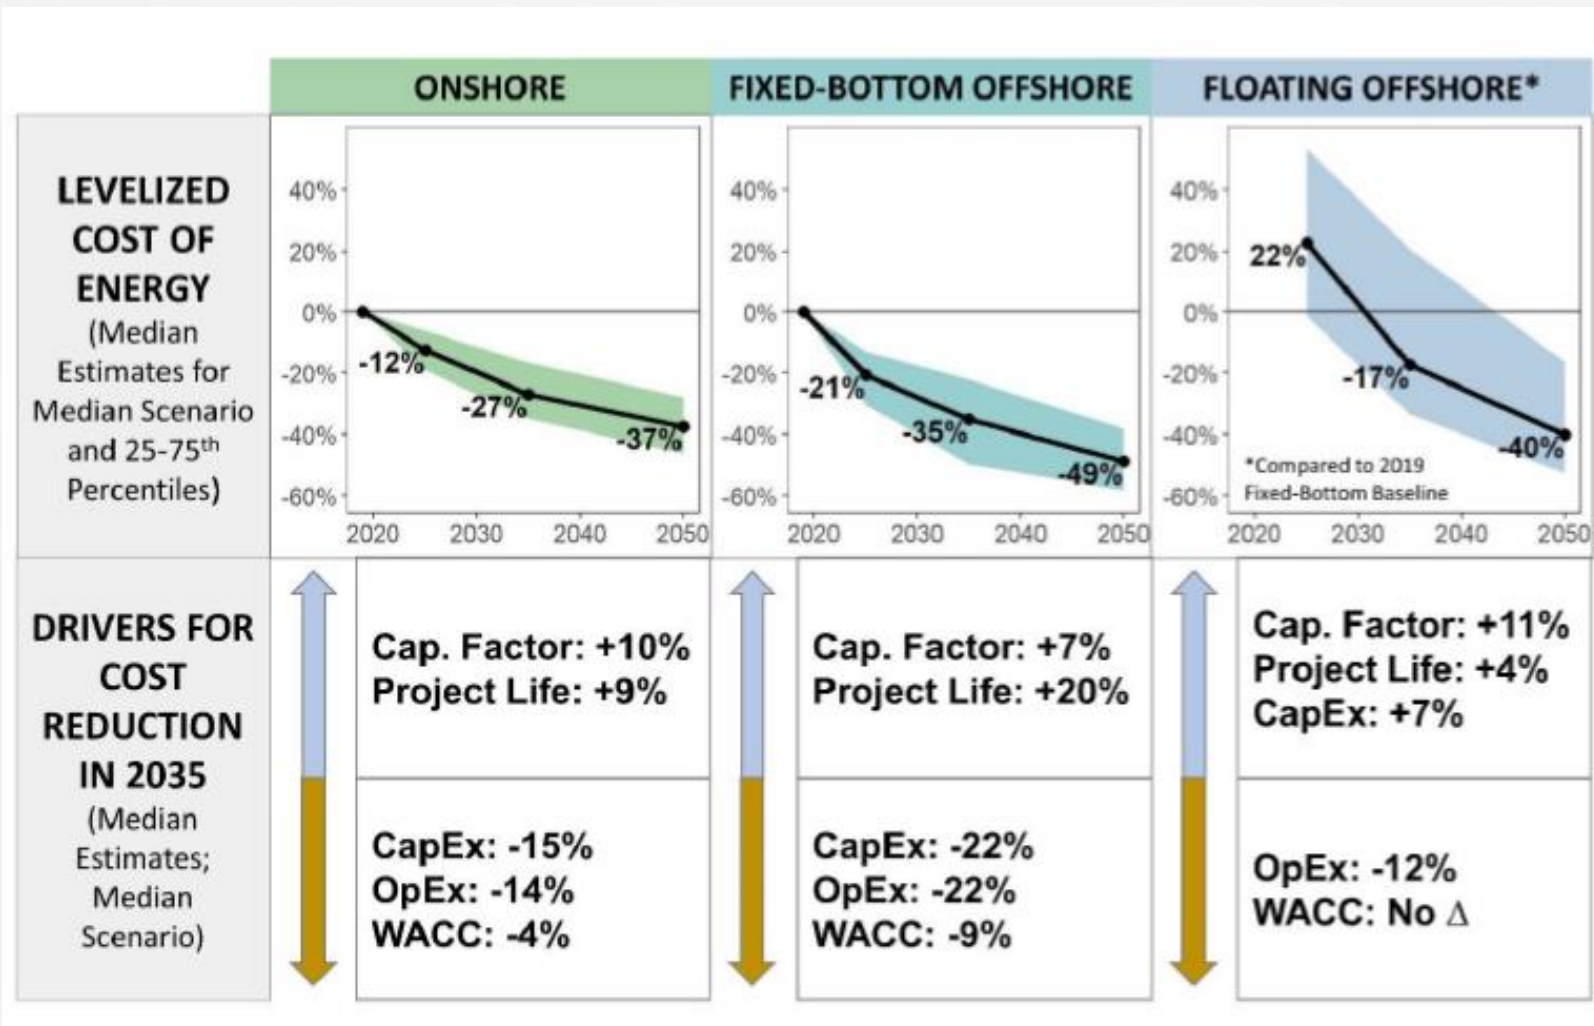 ONSHORE
FIXED-BOTTOM OFFSHORE
FLOATING OFFSHORE*
LEVELIZED
COST OF
ENERGY
(Median
Estimates for
Median Scenario
and 25-75th
Percentiles)
40%
20%
0%
-20%
-40%
-60%
-12%
-27%
-37%
2020
2030
2040
2050
40%
20%
0%
-20%
-40%
-60%
-21%
-35%
-49%
2020
2030
2040
2050
40%
20%
0%
-20%
-40%
-60%
22%
-17%
-40%
*Compared to 2019
Fixed-Bottom Baseline
2020
2030
2040
2050
DRIVERS FOR
COST
REDUCTION
IN 2035
(Median
Estimates;
Median
Scenario)
Cap. Factor: +10%
Project Life: +9%
CapEx: -15%
OpEx: -14%
WACC: -4%
Cap. Factor: +7%
Project Life: +20%
CapEx: -22%
OpEx: -22%
WACC: -9%
Cap. Factor: +11%
Project Life: +4%
CapEx: +7%
OpEx: -12%
WACC: No Δ